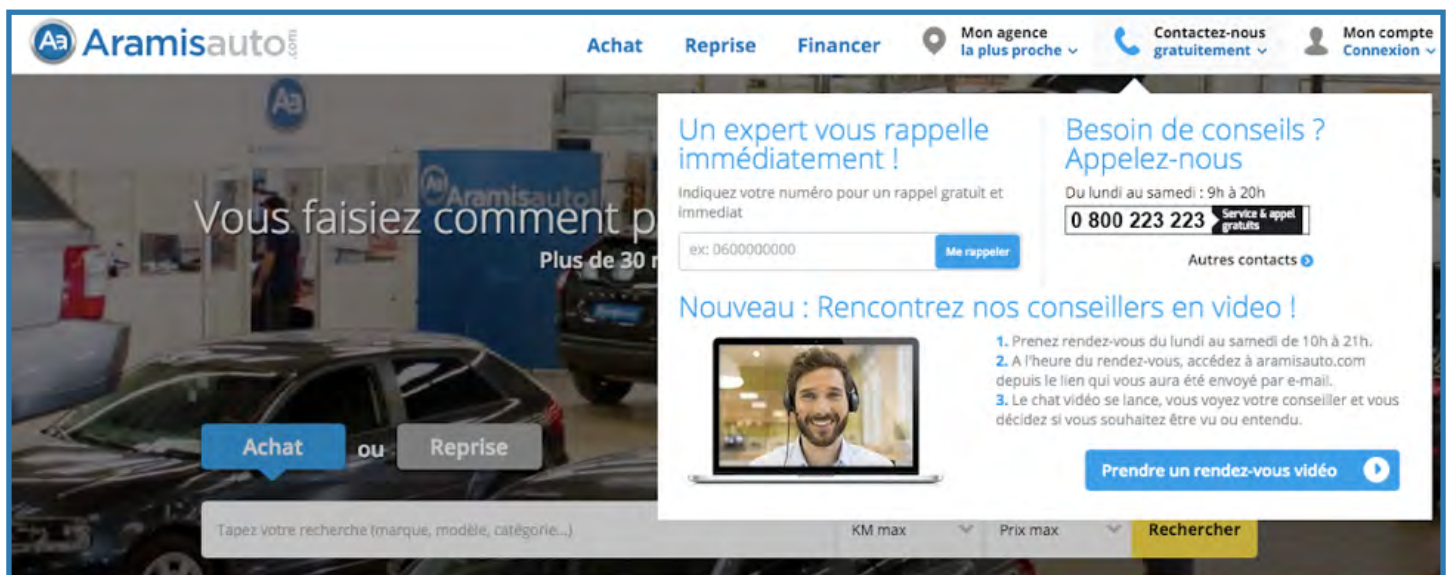 Aa Aramisauto.com
Achat
Reprise
Financer
Mon agence
la plus proche
Contactez-nous
gratuitement
Mon compte
Connexion
Aa
Aramisauto
Vous faisiez comment p
Plus de 30 r
Un expert vous rappelle
immédiatement !
Indiquez votre numéro pour un rappel gratuit et
immediat
ex: 0600000000
Me rappeler
Besoin de conseils ?
Appelez-nous
Du lundi au samedi : 9h à 20h
0 800 223 223
Service & appel
gratuits
Autres contacts
Nouveau : Rencontrez nos conseillers en video !
1. Prenez rendez-vous du lundi au samedi de 10h à 21h.
2. A l'heure du rendez-vous, accédez à aramisauto.com
depuis le lien qui vous aura été envoyé par e-mail.
3. Le chat vidéo se lance, vous voyez votre conseiller et vous
décidez si vous souhaitez être vu ou entendu.
Prendre un rendez-vous vidéo
Achat
ou
Reprise
Tapez votre recherche (marque, modèle, catégorie...)
KM max
Prix max
Rechercher